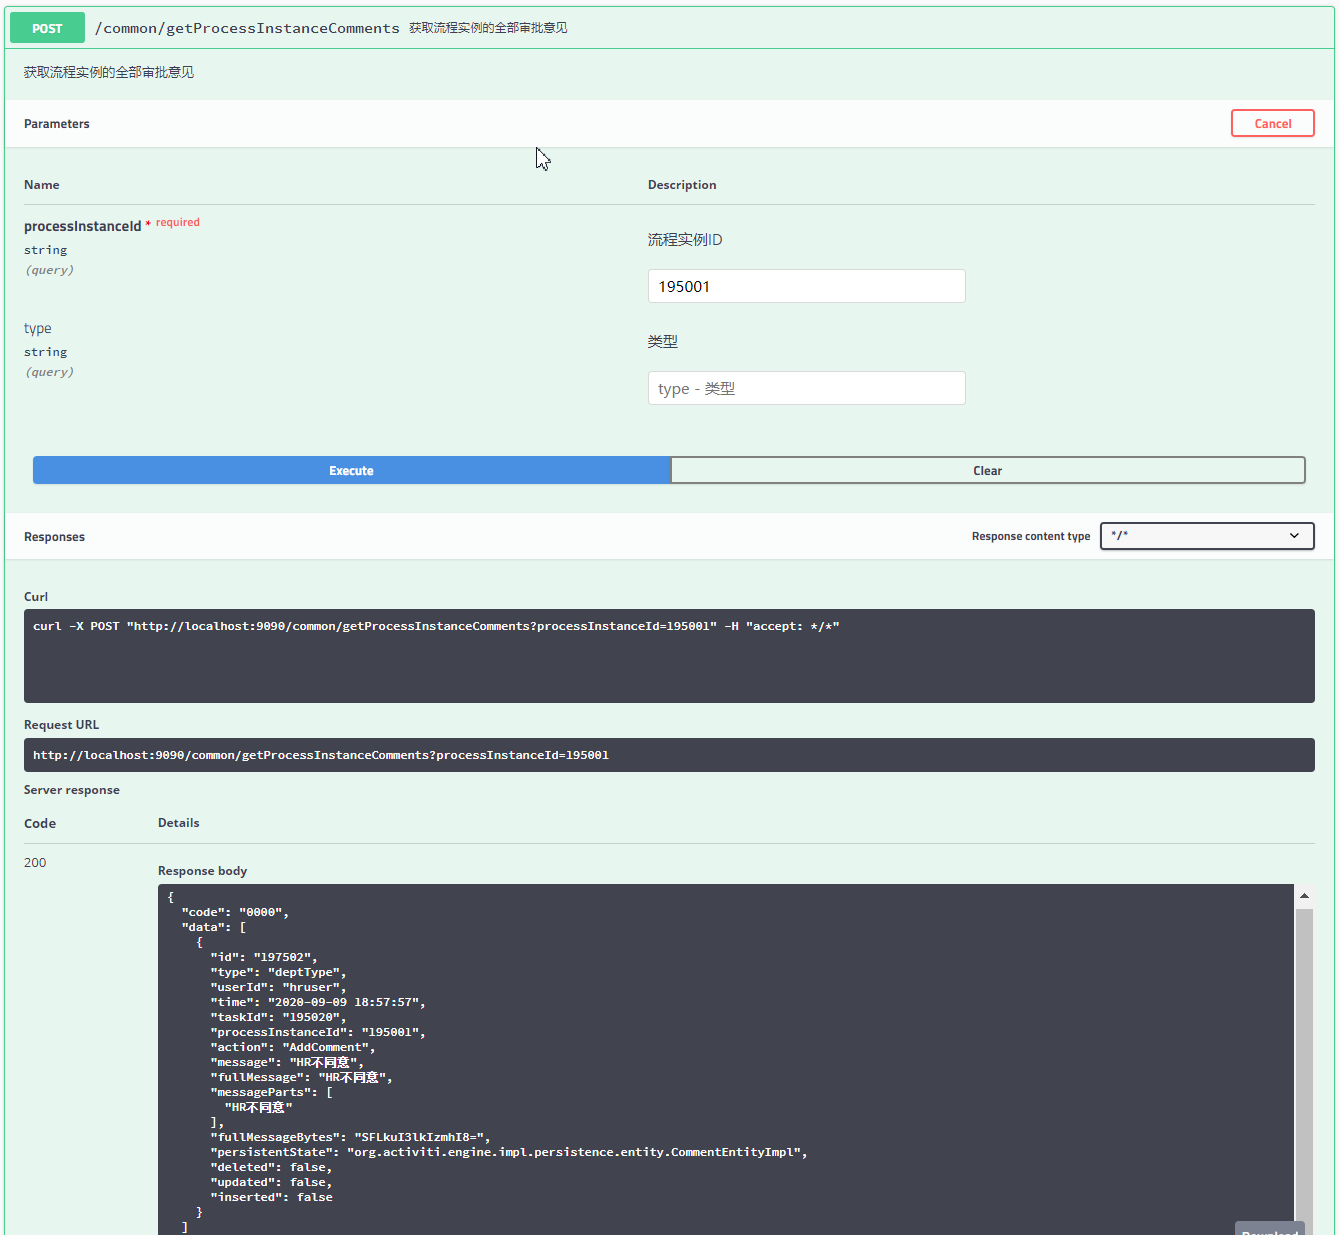 POST /common/getProcessInstanceComments 获取流程实例的全部审批意见
获取流程实例的全部审批意见
Parameters
Cancel
Name Description
processInstanceId * required
string
(query)
流程实例ID
195001
type
string
(query)
类型
type - 类型
Execute Clear
Responses Response content type */*
Curl
curl -X POST "http://localhost:9090/common/getProcessInstanceComments?processInstanceId=195001" -H "accept: */*"
Request URL
http://localhost:9090/common/getProcessInstanceComments?processInstanceId=195001
Server response
Code Details
200
Response body
{
"code": "0000",
"data": [
{
"id": "197502",
"type": "deptType",
"userId": "hruser",
"time": "2020-09-09 18:57:57",
"taskId": "195020",
"processInstanceId": "195001",
"action": "AddComment",
"message": "HR不同意",
"fullMessage": "HR不同意",
"messageParts": [
"HR不同意"
],
"fullMessageBytes": "SFLkuI3lkIzmhI8=",
"persistentState": "org.activiti.engine.impl.persistence.entity.CommentEntityImpl",
"deleted": false,
"updated": false,
"inserted": false
}
]
Download